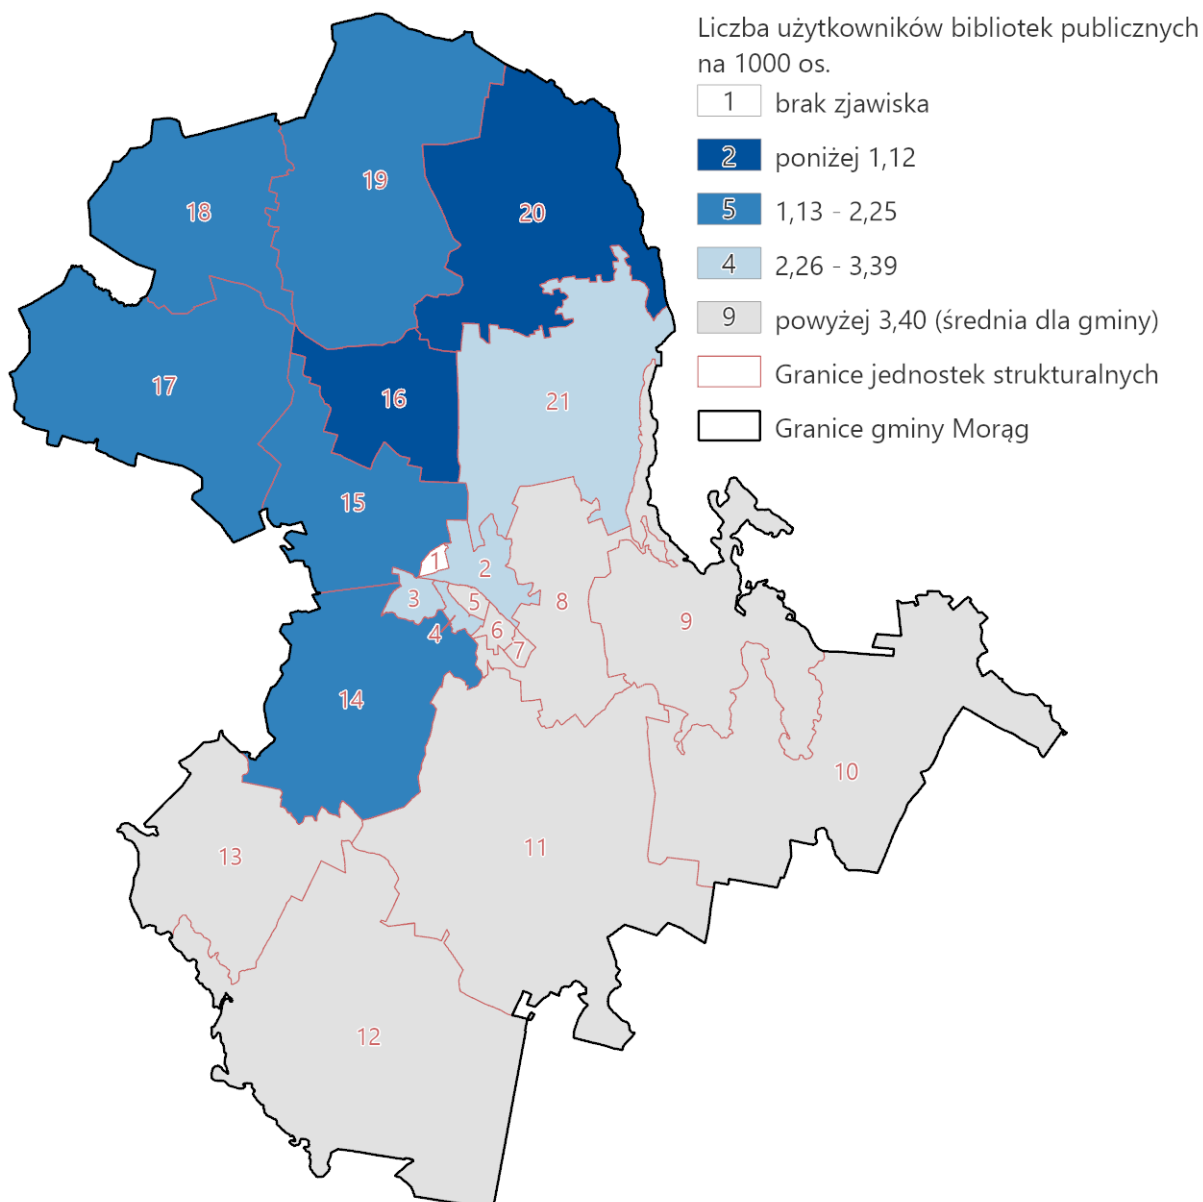 Liczba użytkowników bibliotek publicznych
na 1000 os.
1 brak zjawiska
2 poniżej 1,12
5 1,13 - 2,25
4 2,26 - 3,39
9 powyżej 3,40 (średnia dla gminy)
Granice jednostek strukturalnych
Granice gminy Morąg
19
18
20
17
16
21
15
1
2
3
5
8
4
6
7
9
14
10
13
11
12